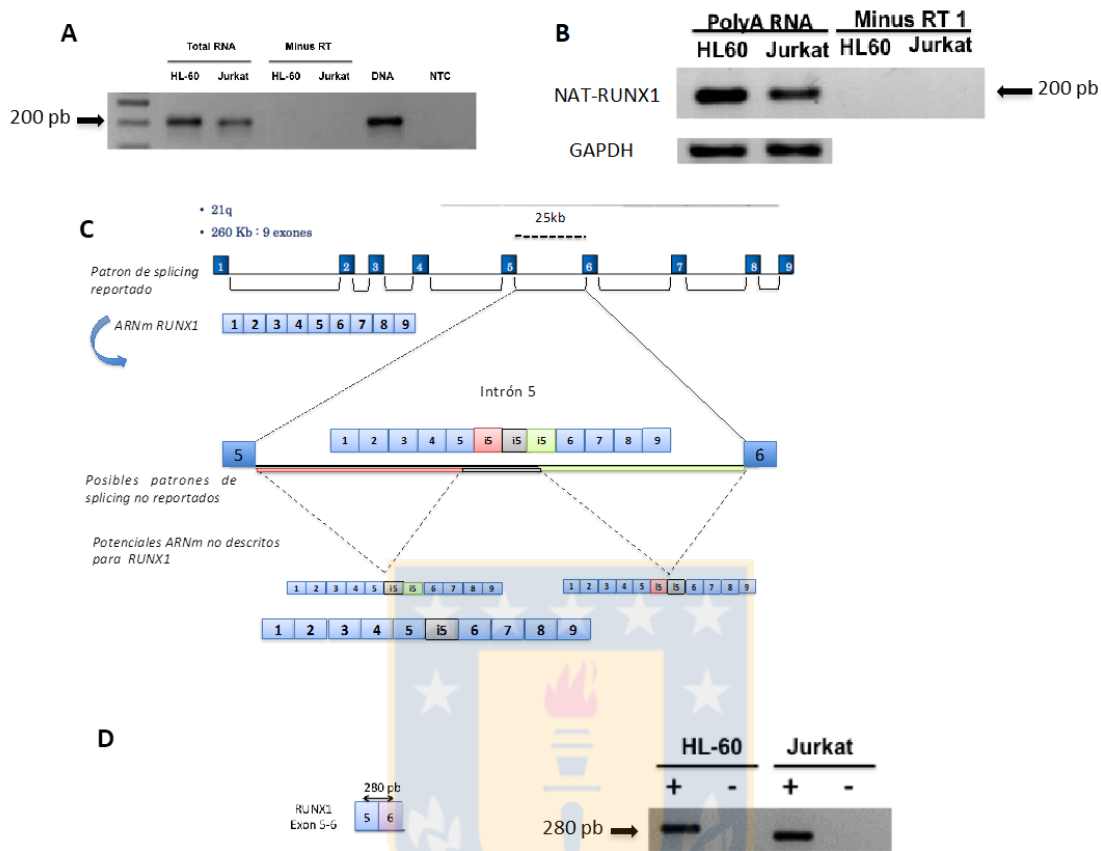 A
Total RNA Minus RT
HL-60 Jurkat HL-60 Jurkat DNA NTC
200 pb
B
PolyA RNA Minus RT 1
HL60 Jurkat HL60 Jurkat
NAT-RUNX1
200 pb
GAPDH
C
• 21q
• 260 Kb : 9 exones
25kb
1 2 3 4 5 6 7 8 9
Patron de splicing
reportado
ARNm RUNX1
1 2 3 4 5 6 7 8 9
Intrón 5
1 2 3 4 5 i5 i5 i5 6 7 8 9
5 6
Posibles patrones de
splicing no reportados
Potenciales ARNm no descritos
para RUNX1
1 2 3 4 5 i5 i5 6 7 8 9
1 2 3 4 5 i5 i5 6 7 8 9
1 2 3 4 5 i5 6 7 8 9
D
280 pb
RUNX1
Exon 5-6
5 6
HL-60 Jurkat
+ - + -
280 pb